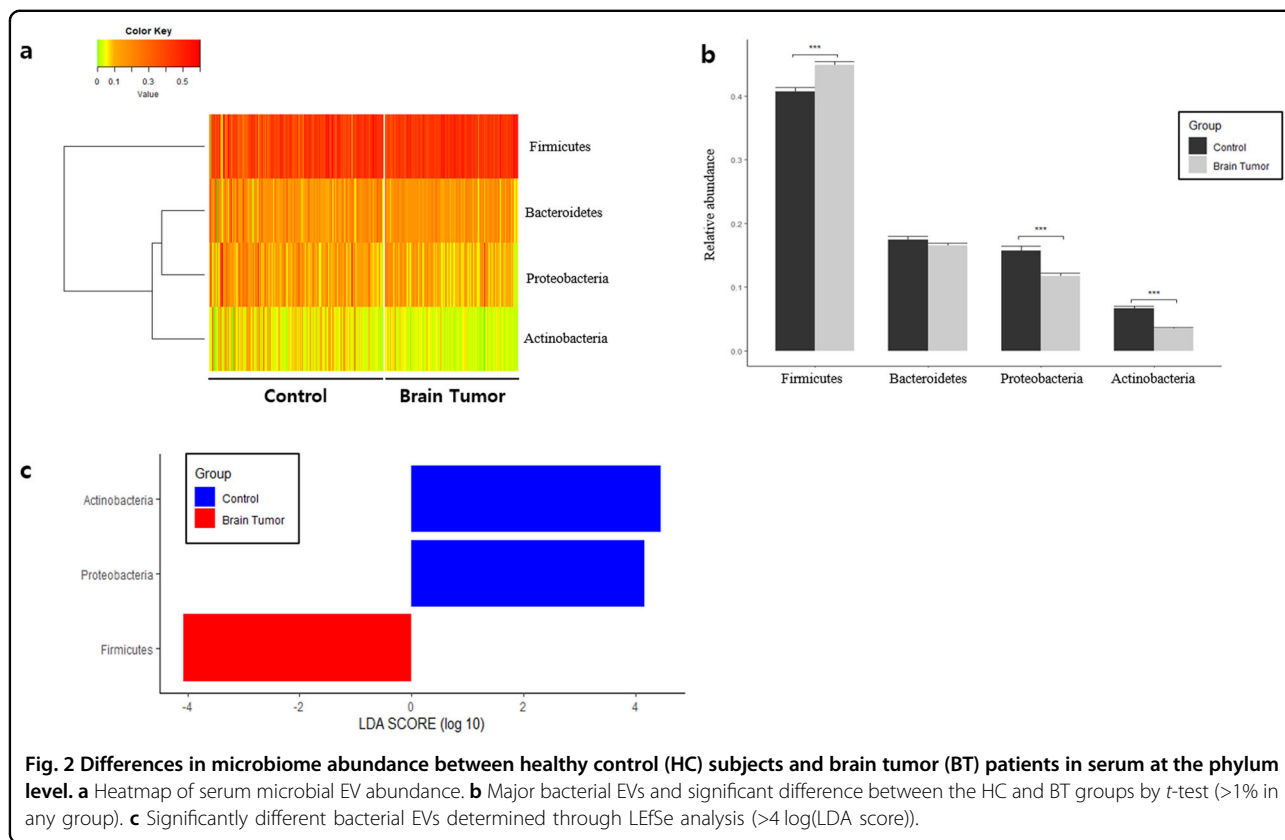 a
Color Key
0 0.1 0.3 0.5
Value
Firmicutes
Bacteroidetes
Proteobacteria
Actinobacteria
Control Brain Tumor
b
Relative abundance
0.4
0.3
0.2
0.1
0.0
***
***
***
Group
Control
Brain Tumor
Firmicutes Bacteroidetes Proteobacteria Actinobacteria
c
Group
Control
Brain Tumor
Actinobacteria
Proteobacteria
Firmicutes
-4 -2 0 2 4
LDA SCORE (log 10)
Fig. 2 Differences in microbiome abundance between healthy control (HC) subjects and brain tumor (BT) patients in serum at the phylum
level. a Heatmap of serum microbial EV abundance. b Major bacterial EVs and significant difference between the HC and BT groups by t-test (>1% in
any group). c Significantly different bacterial EVs determined through LEfSe analysis (>4 log(LDA score)).